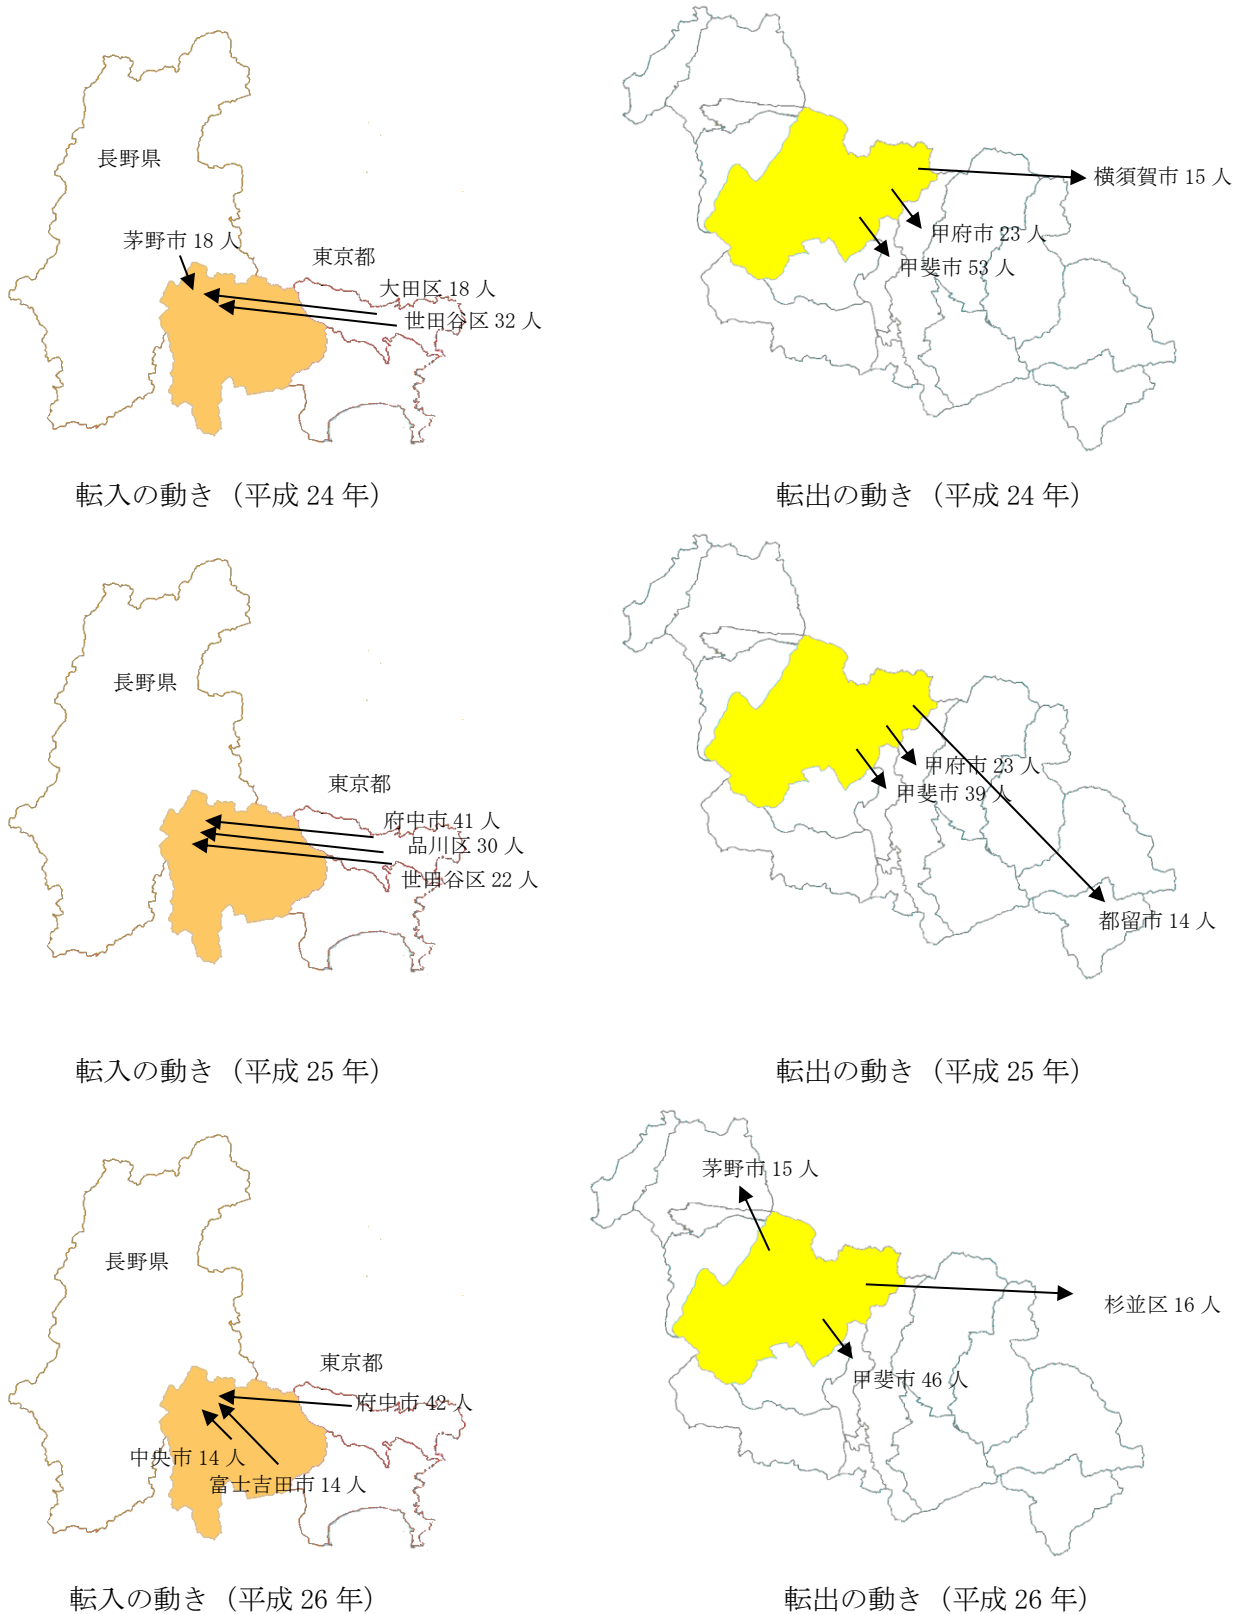 長野県
茅野市 18 人
東京都
大田区 18 人
世田谷区 32 人
転入の動き（平成 24 年）
横須賀市 15 人
甲府市 23 人
甲斐市 53 人
転出の動き（平成 24 年）
長野県
東京都
府中市 41 人
品川区 30 人
世田谷区 22 人
転入の動き（平成 25 年）
甲府市 23 人
甲斐市 39 人
都留市 14 人
転出の動き（平成 25 年）
長野県
東京都
府中市 42 人
中央市 14 人
富士吉田市 14 人
転入の動き（平成 26 年）
茅野市 15 人
杉並区 16 人
甲斐市 46 人
転出の動き（平成 26 年）